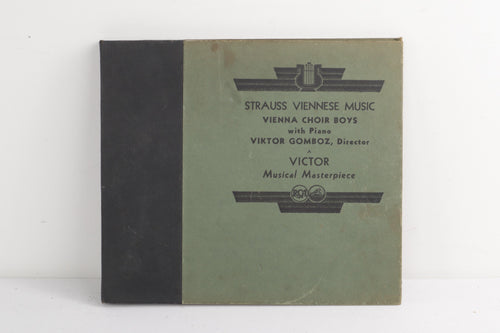 STRAUSS VIENNESE MUSIC
VIENNA CHOIR BOYS
with Piano
VIKTOR GOMBOZ, Director
A
VICTOR
Musical Masterpiece
RCA